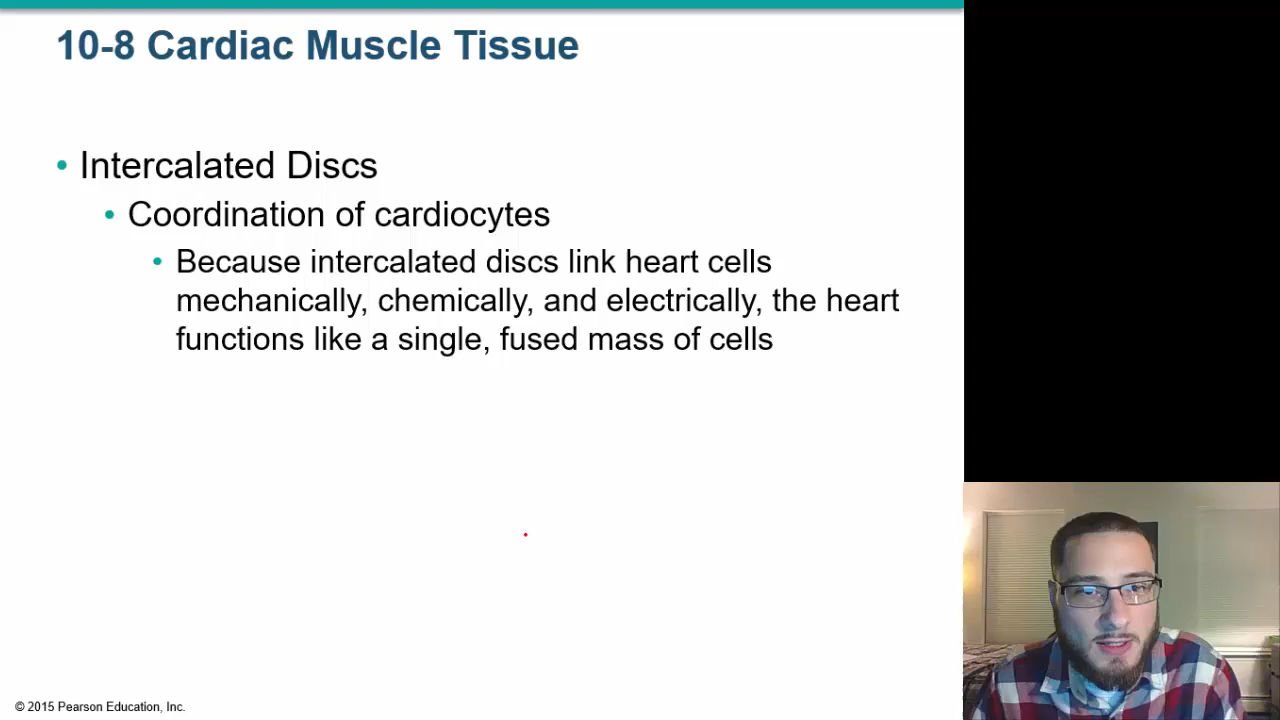 10-8 Cardiac Muscle Tissue
• Intercalated Discs
• Coordination of cardiocytes
• Because intercalated discs link heart cells
mechanically, chemically, and electrically, the heart
functions like a single, fused mass of cells
© 2015 Pearson Education, Inc.